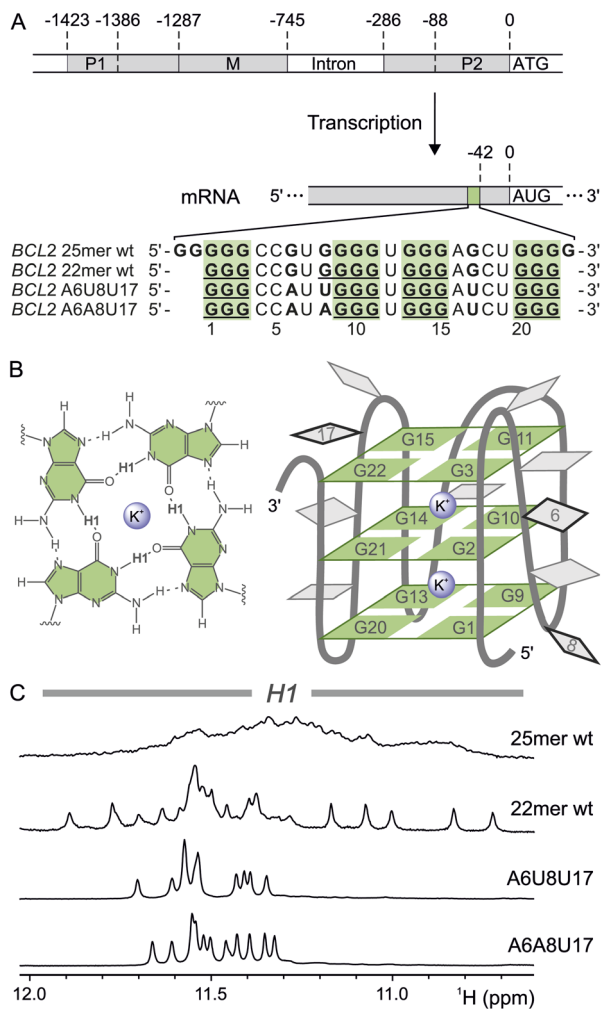 A
-1423 -1386 -1287 -745 -286 -88 0
P1 M Intron P2 ATG
Transcription
-42 0
mRNA 5' ··· AUG ··· 3'
BCL2 25mer wt 5'-GGGGGCCGUGGGGUGGGAGCUGGGG-3'
BCL2 22mer wt 5'- GGGCCGUGGGGUGGGAGCUGGG -3'
BCL2 A6U8U17 5'- GGGCCAUUGGGUGGGAUCUGGG -3'
BCL2 A6A8U17 5'- GGGCCAUAGGGUGGGAUCUGGG -3'
1 5 10 15 20
B
H
H N N H
N N N
N N H
H1 N
O O
N H1 H
N K⁺ H1 N H
H N H1 N
H O H1 O N
N N N
H N N N H
N H
H
17 G15 G11
G22 G3
3' K⁺
G14 G10 6
G21 G2
K⁺
G13 G9
G20 G1 8
5'
C H1
25mer wt
22mer wt
A6U8U17
A6A8U17
12.0 11.5 11.0 ¹H (ppm)